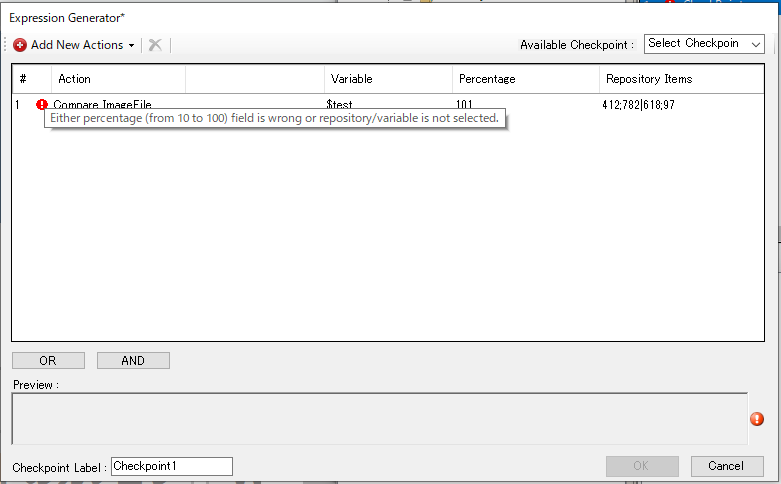 Expression Generator*
Add New Actions Available Checkpoint : Select Checkpoin
# Action Variable Percentage Repository Items
1 Compare ImageFile $test 101 412;782|618;97
Either percentage (from 10 to 100) field is wrong or repository/variable is not selected.
OR AND
Preview :
Checkpoint Label : Checkpoint1 OK Cancel